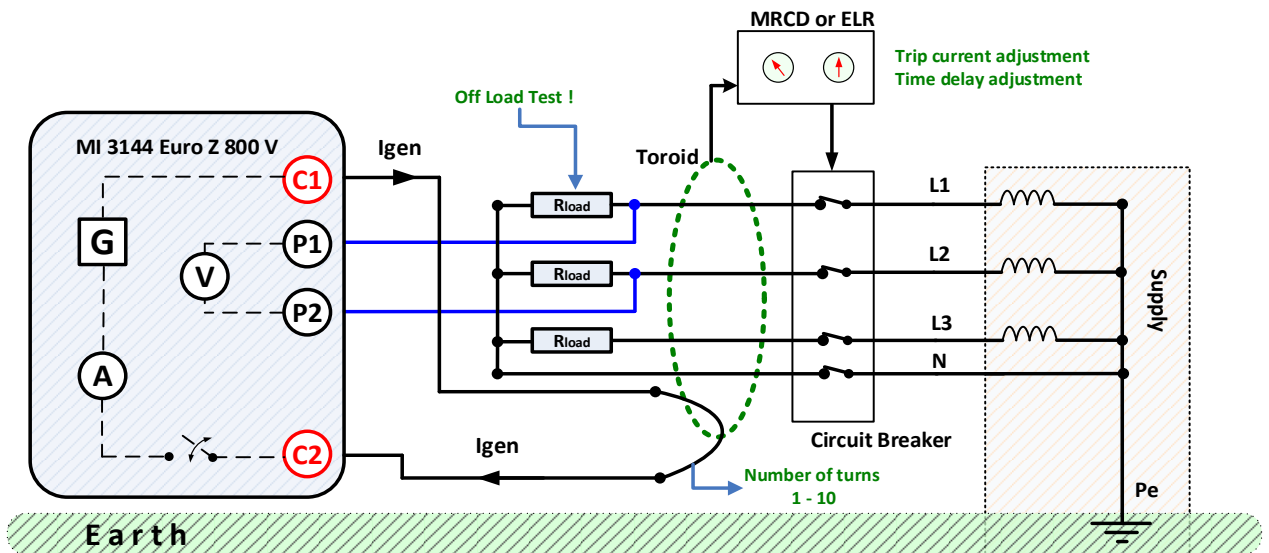 MRCD or ELR
Trip current adjustment
Time delay adjustment
Off Load Test !
MI 3144 Euro Z 800 V
Igen
Toroid
C1
Rload
L1
G
P1
V
Rload
L2
P2
Supply
Rload
L3
A
N
C2
Igen
Circuit Breaker
Number of turns
1 - 10
Pe
Earth